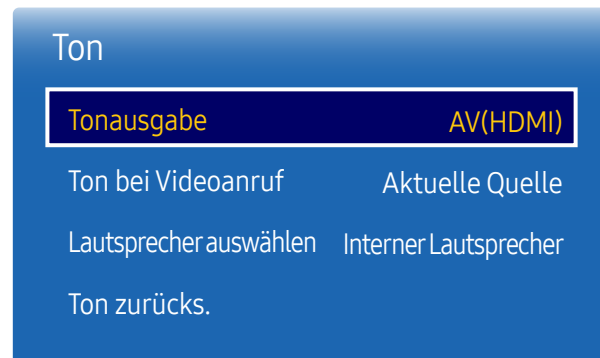 Ton
Tonausgabe AV(HDMI)
Ton bei Videoanruf Aktuelle Quelle
Lautsprecher auswählen Interner Lautsprecher
Ton zurücks.